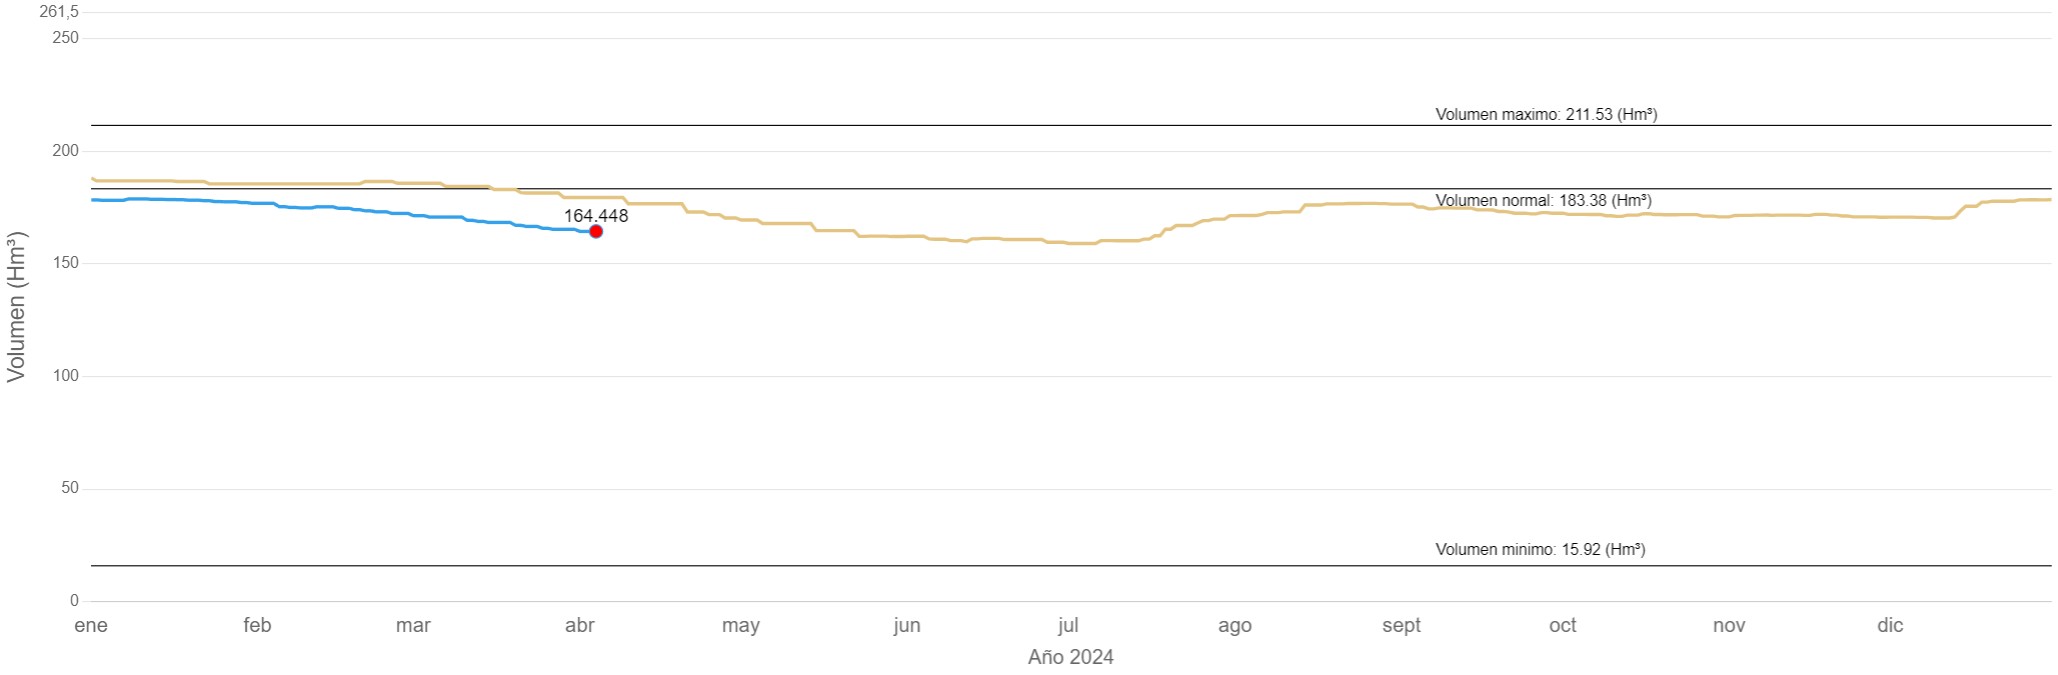 261,5
250
Volumen maximo: 211.53 (Hm³)
200
Volumen normal: 183.38 (Hm³)
164.448
150
Volumen (Hm³)
100
50
Volumen minimo: 15.92 (Hm³)
0
ene feb mar abr may jun jul ago sept oct nov dic
Año 2024